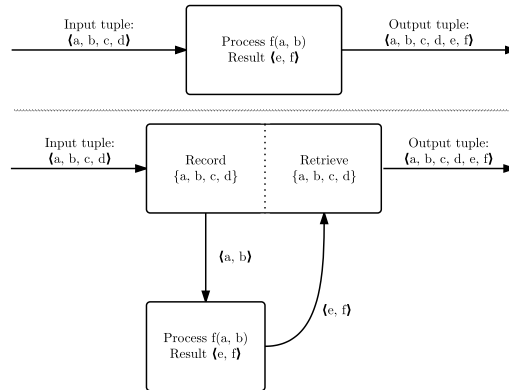 Input tuple:
⟨a, b, c, d⟩
Process f(a, b)
Result ⟨e, f⟩
Output tuple:
⟨a, b, c, d, e, f⟩
Input tuple:
⟨a, b, c, d⟩
Record
{a, b, c, d}
Retrieve
{a, b, c, d}
Output tuple:
⟨a, b, c, d, e, f⟩
⟨a, b⟩
⟨e, f⟩
Process f(a, b)
Result ⟨e, f⟩